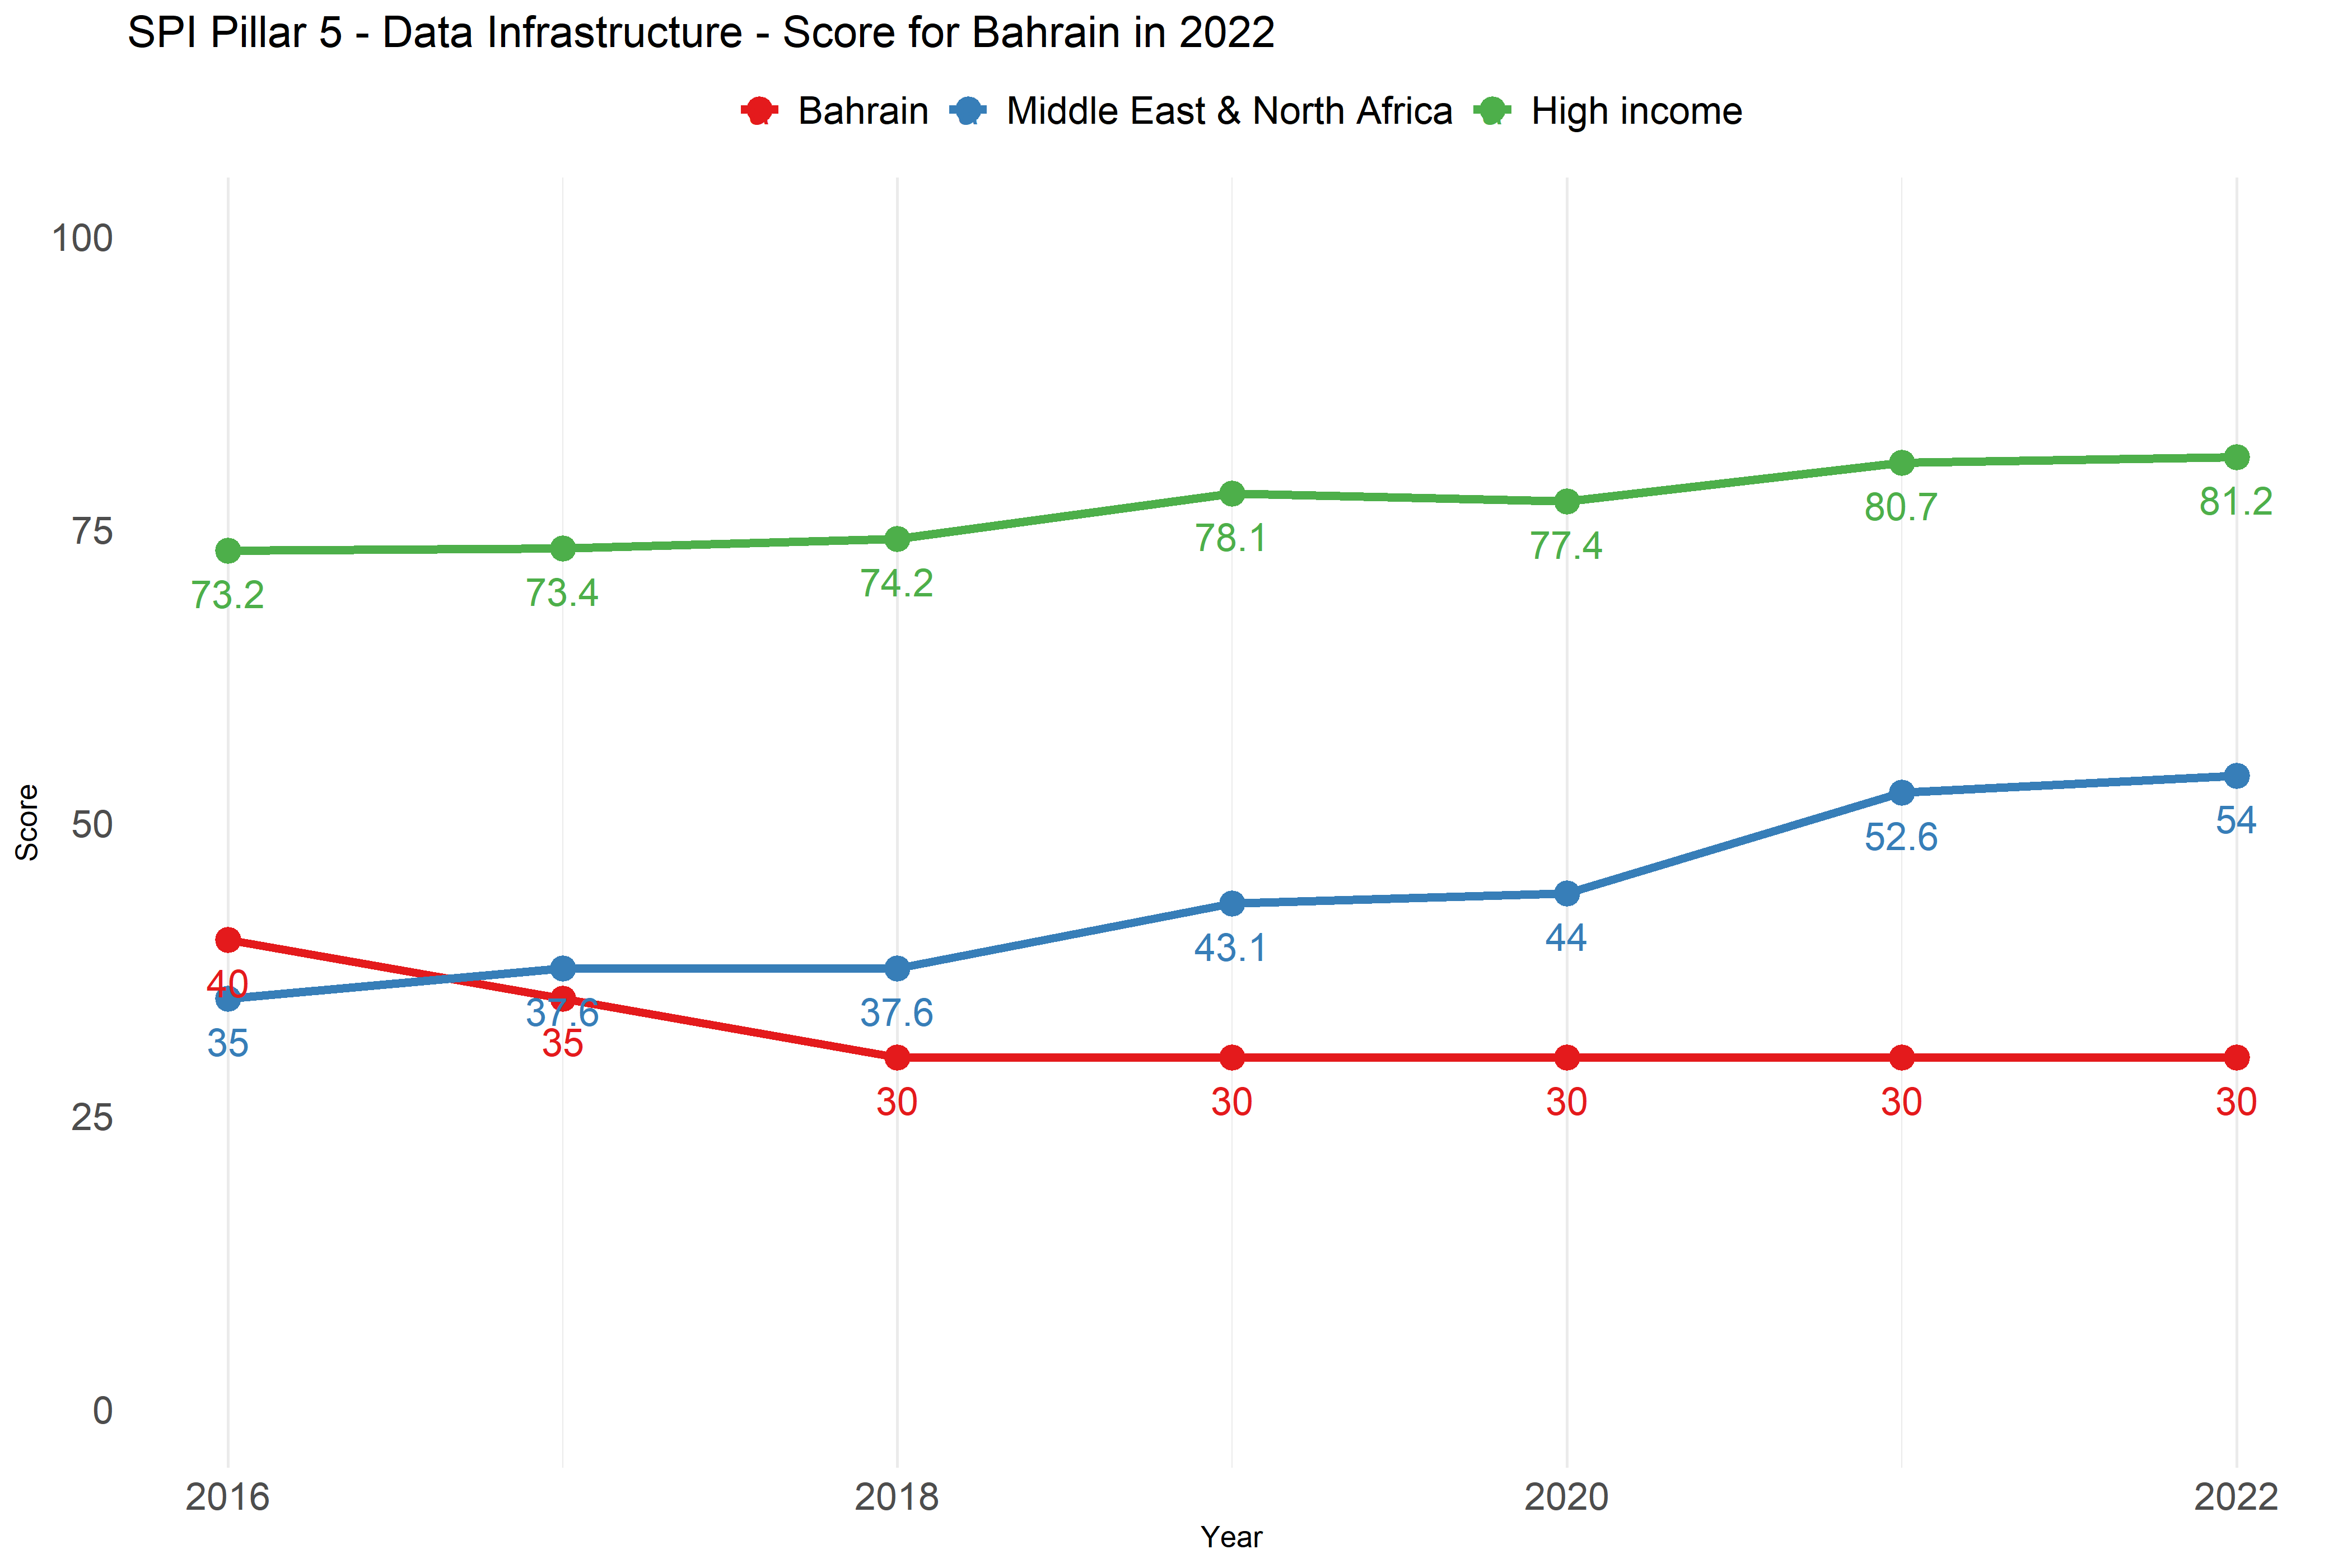 SPI Pillar 5 - Data Infrastructure - Score for Bahrain in 2022
Bahrain Middle East & North Africa High income
100
75
50
25
0
Score
73.2 73.4 74.2 78.1 77.4 80.7 81.2
35 37.6 37.6 43.1 44 52.6 54
40 35 30 30 30 30 30
2016 2018 2020 2022
Year